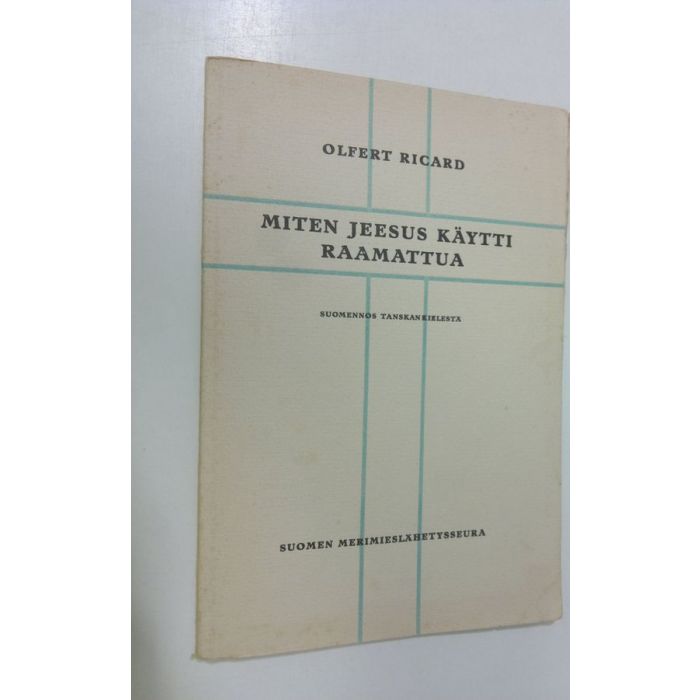 OLFERT RICARD
MITEN JEESUS KÄYTTI
RAAMATTUA
SUOMENNOS TANSKANKIELESTÄ
SUOMEN MERIMIESLÄHETYSSEURA